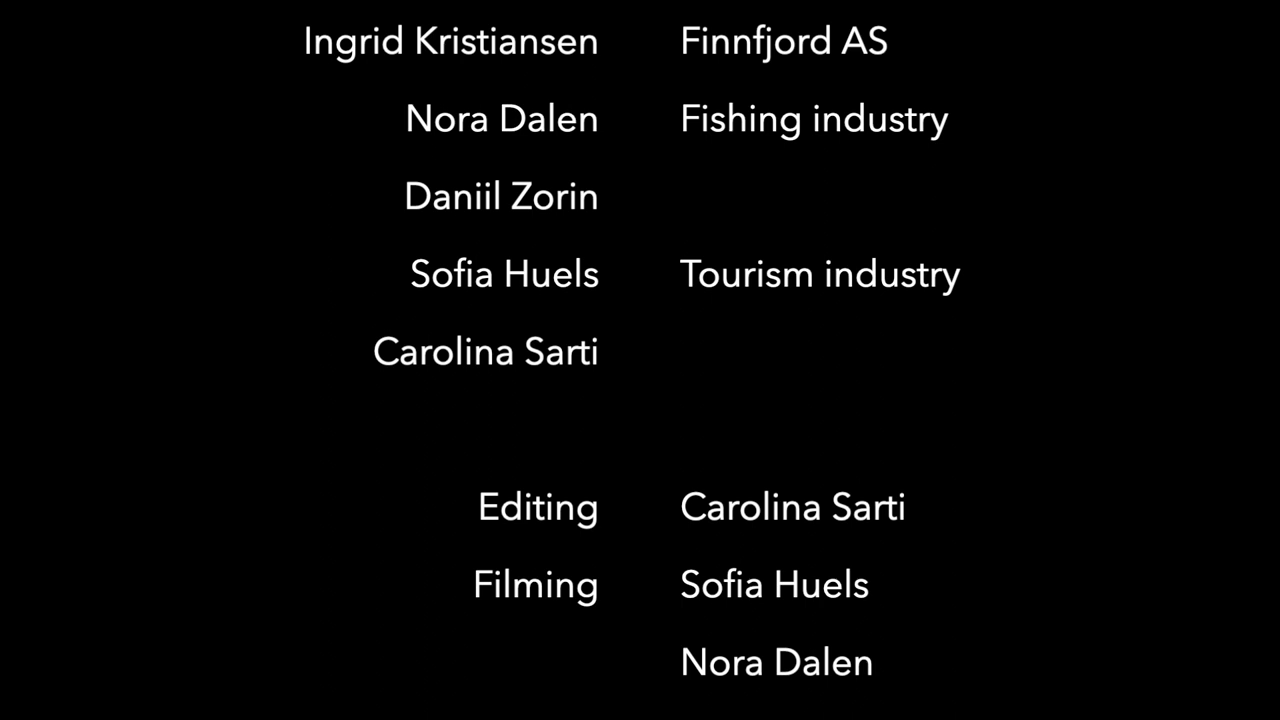 Ingrid Kristiansen Finnfjord AS
Nora Dalen Fishing industry
Daniil Zorin
Sofia Huels Tourism industry
Carolina Sarti
Editing Carolina Sarti
Filming Sofia Huels
Nora Dalen